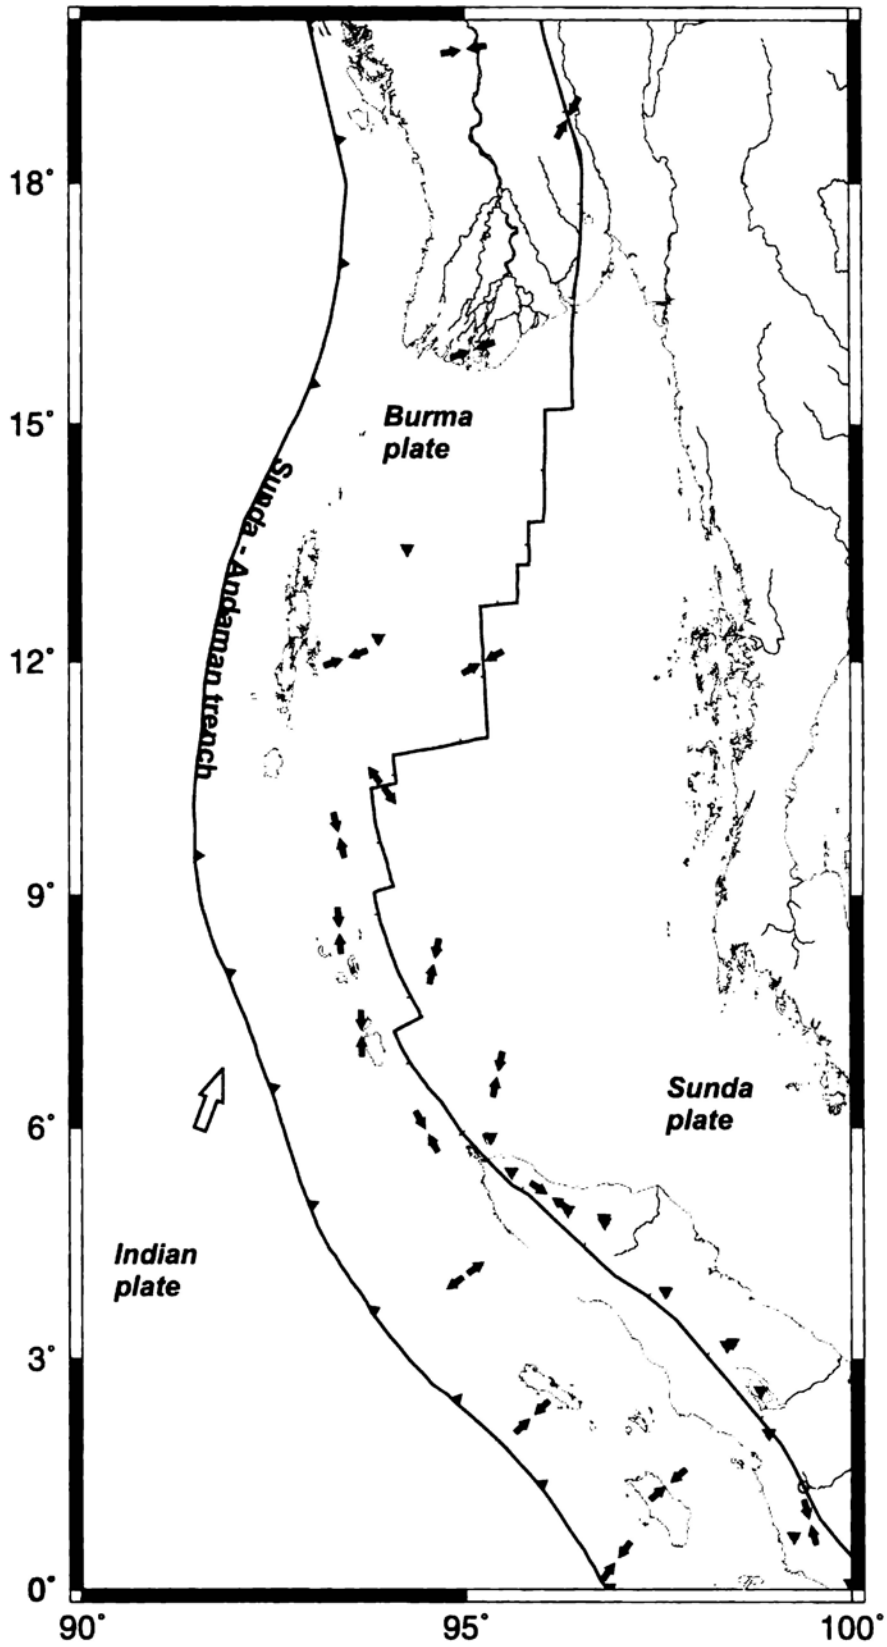 18°
15°
Burma
plate
Sunda - Andaman trench
12°
9°
Sunda
plate
6°
Indian
plate
3°
0°
90°
95°
100°